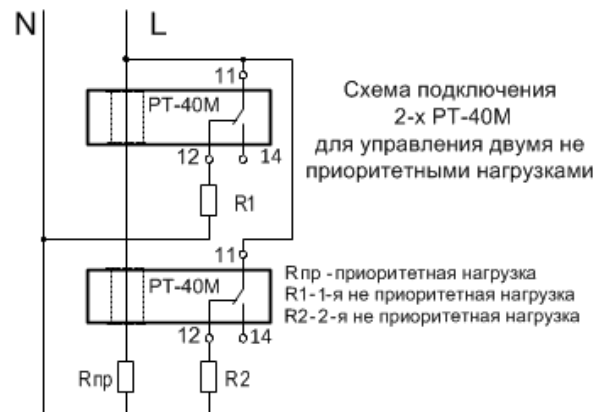 N
L
11
РТ-40М
12
14
R1
Схема подключения
2-х РТ-40М
для управления двумя не
приоритетными нагрузками
11
РТ-40М
12
14
Rпр
R2
Rпр -приоритетная нагрузка
R1-1-я не приоритетная нагрузка
R2-2-я не приоритетная нагрузка